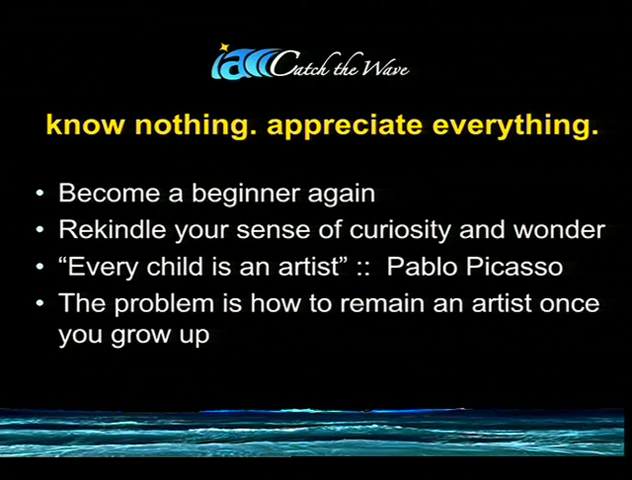 iacc Catch the Wave
know nothing. appreciate everything.
• Become a beginner again
• Rekindle your sense of curiosity and wonder
• “Every child is an artist” :: Pablo Picasso
• The problem is how to remain an artist once
you grow up